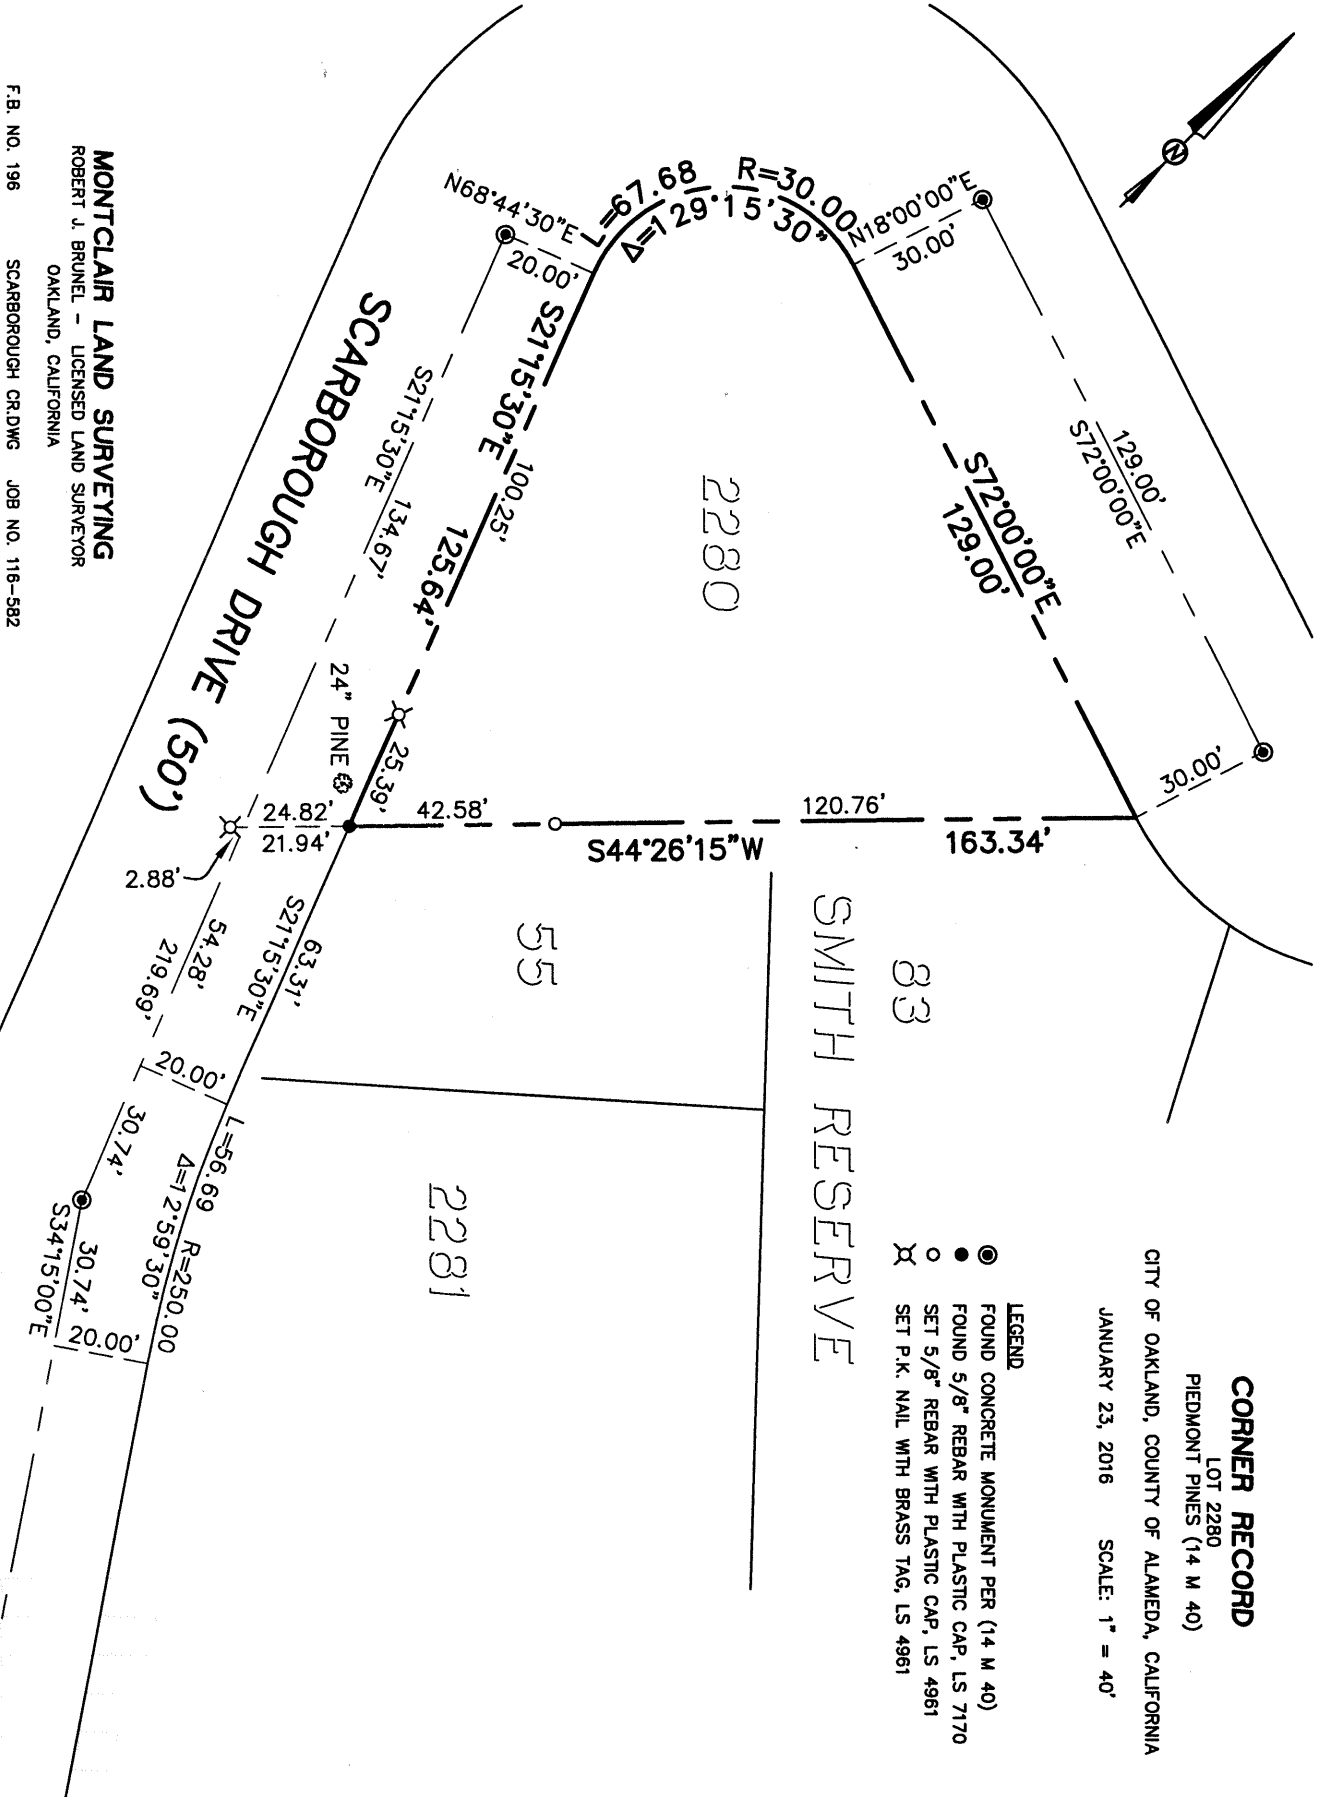 CORNER RECORD
LOT 2280
PIEDMONT PINES (14 M 40)
CITY OF OAKLAND, COUNTY OF ALAMEDA, CALIFORNIA
JANUARY 23, 2016 SCALE: 1" = 40'
LEGEND
FOUND CONCRETE MONUMENT PER (14 M 40)
FOUND 5/8" REBAR WITH PLASTIC CAP, LS 7170
SET 5/8" REBAR WITH PLASTIC CAP, LS 4961
SET P.K. NAIL WITH BRASS TAG, LS 4961
N
N18°00'00"E
30.00'
129.00'
S72°00'00"E
S72°00'00"E
129.00'
30.00'
R=30.00
Δ=129°15'30"
L=67.68
N68°44'30"E
20.00'
S21°15'30"E
100.25'
125.64'
S21°15'30"E 134.67'
2280
SCARBOROUGH DRIVE (50')
24" PINE
25.39'
24.82'
21.94'
2.88'
42.58'
120.76'
S44°26'15"W
163.34'
83
SMITH RESERVE
55
63.31'
S21°15'30"E
54.28'
219.69'
20.00'
30.74'
L=56.69 R=250.00
Δ=12°59'30"
30.74'
S34°15'00"E
20.00'
2281
MONTCLAIR LAND SURVEYING
ROBERT J. BRUNEL - LICENSED LAND SURVEYOR
OAKLAND, CALIFORNIA
F.B. NO. 196 SCARBOROUGH CR.DWG JOB NO. 116-582